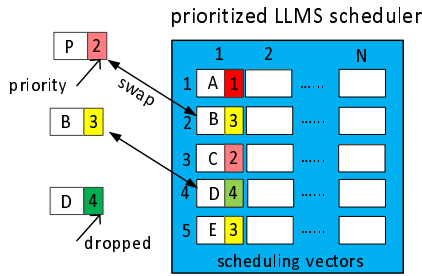 prioritized LLMS scheduler
P 2
priority
swap
B 3
D 4
dropped
1 2 N
1 A 1 ......
2 B 3 ......
3 C 2 ......
4 D 4 ......
5 E 3 ......
scheduling vectors